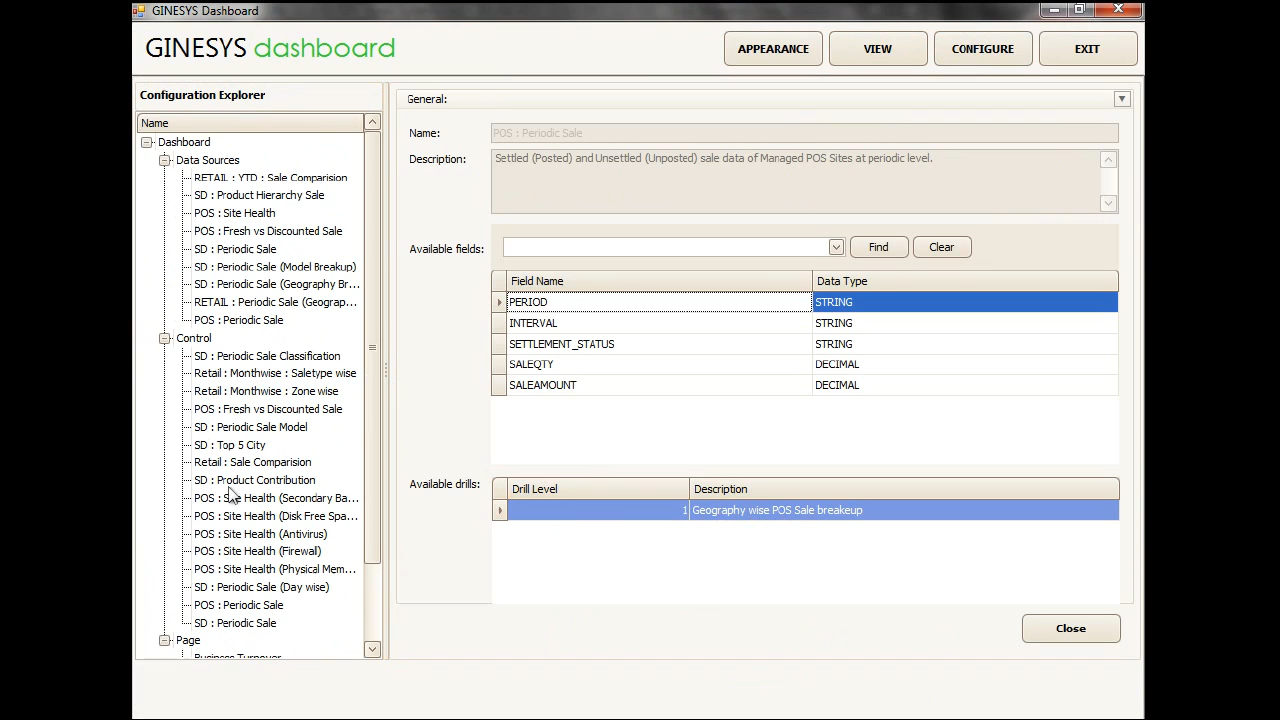 GINESYS Dashboard
GINESYS dashboard
APPEARANCE
VIEW
CONFIGURE
EXIT
Configuration Explorer
Name
Dashboard
Data Sources
RETAIL : YTD : Sale Comparision
SD : Product Hierarchy Sale
POS : Site Health
POS : Fresh vs Discounted Sale
SD : Periodic Sale
SD : Periodic Sale (Model Breakup)
SD : Periodic Sale (Geography Br...
RETAIL : Periodic Sale (Geograp...
POS : Periodic Sale
Control
SD : Periodic Sale Classification
Retail : Monthwise : Saletype wise
Retail : Monthwise : Zone wise
POS : Fresh vs Discounted Sale
SD : Periodic Sale Model
SD : Top 5 City
Retail : Sale Comparision
SD : Product Contribution
POS : Site Health (Secondary Ba...
POS : Site Health (Disk Free Spa...
POS : Site Health (Antivirus)
POS : Site Health (Firewall)
POS : Site Health (Physical Mem...
SD : Periodic Sale (Day wise)
POS : Periodic Sale
SD : Periodic Sale
Page
Business Turnover
General:
Name:
POS : Periodic Sale
Description:
Settled (Posted) and Unsettled (Unposted) sale data of Managed POS Sites at periodic level.
Available fields:
Find
Clear
Field Name
Data Type
PERIOD
STRING
INTERVAL
STRING
SETTLEMENT_STATUS
STRING
SALEQTY
DECIMAL
SALEAMOUNT
DECIMAL
Available drills:
Drill Level
Description
1
Geography wise POS Sale breakeup
Close